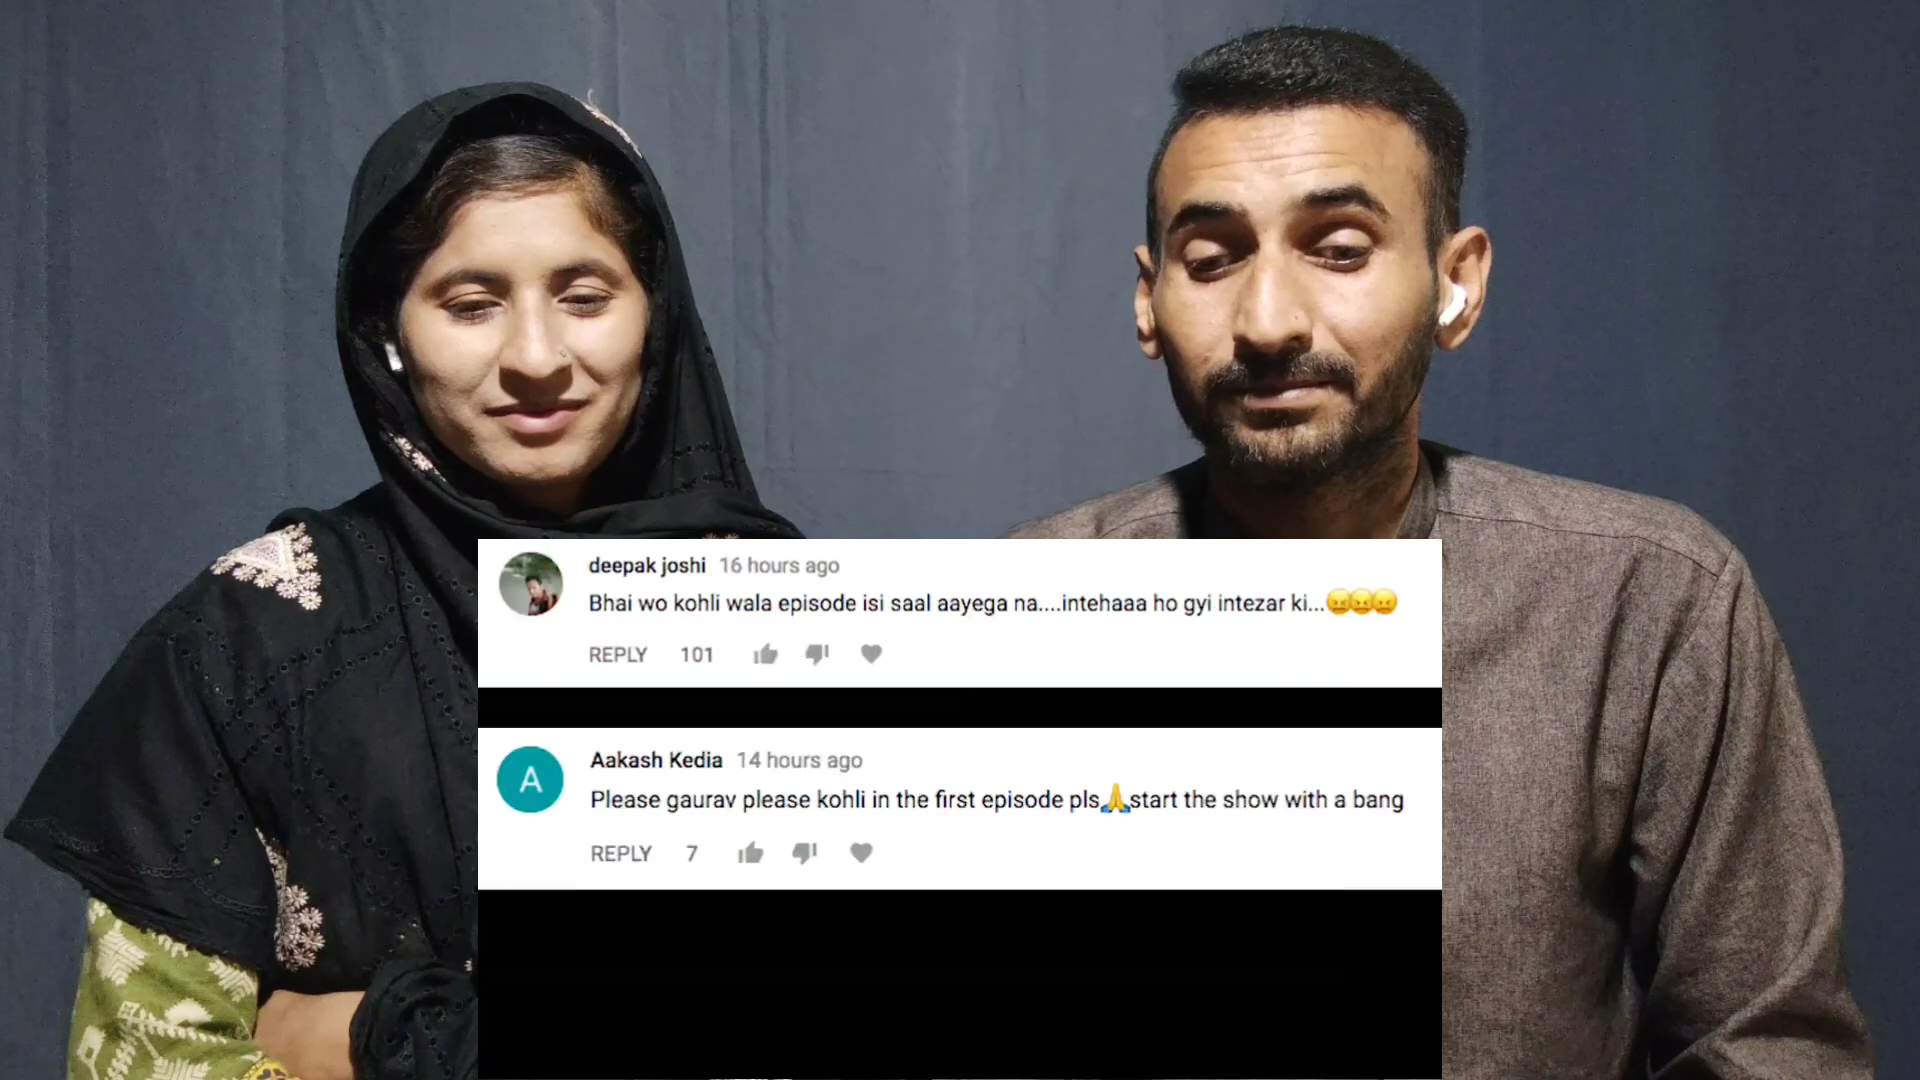 deepak joshi 16 hours ago
Bhai wo kohli wala episode isi saal aayega na....intehaaa ho gyi intezar ki...😠😠😠
REPLY 101
A
Aakash Kedia 14 hours ago
Please gaurav please kohli in the first episode pls🙏start the show with a bang
REPLY 7